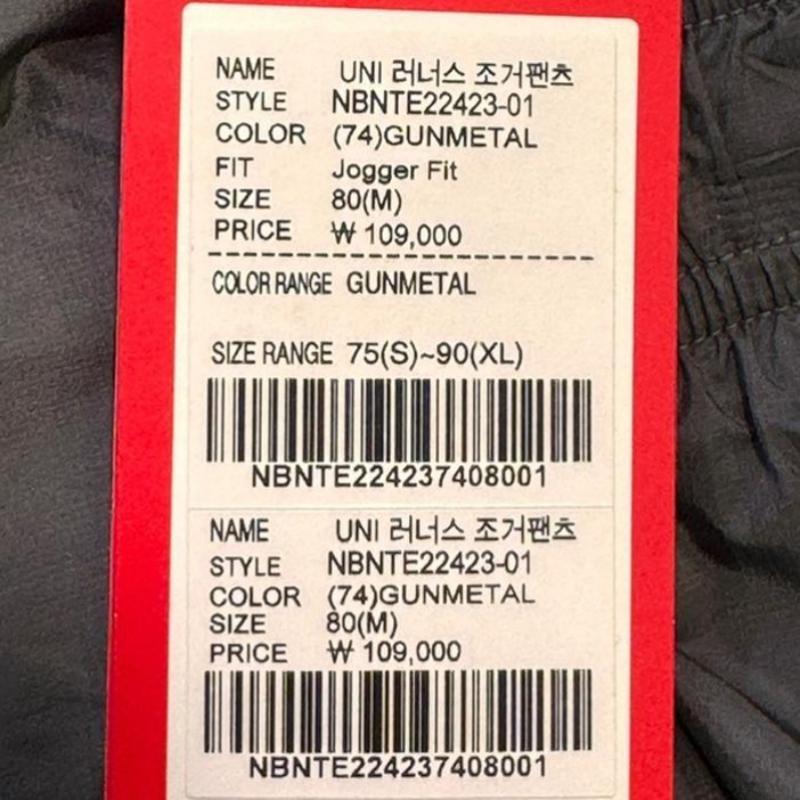 NAME UNI 러너스 조거팬츠
STYLE NBNTE22423-01
COLOR (74)GUNMETAL
FIT Jogger Fit
SIZE 80(M)
PRICE ₩ 109,000
COLOR RANGE GUNMETAL
SIZE RANGE 75(S)~90(XL)
NBNTE224237408001
NAME UNI 러너스 조거팬츠
STYLE NBNTE22423-01
COLOR (74)GUNMETAL
SIZE 80(M)
PRICE ₩ 109,000
NBNTE224237408001